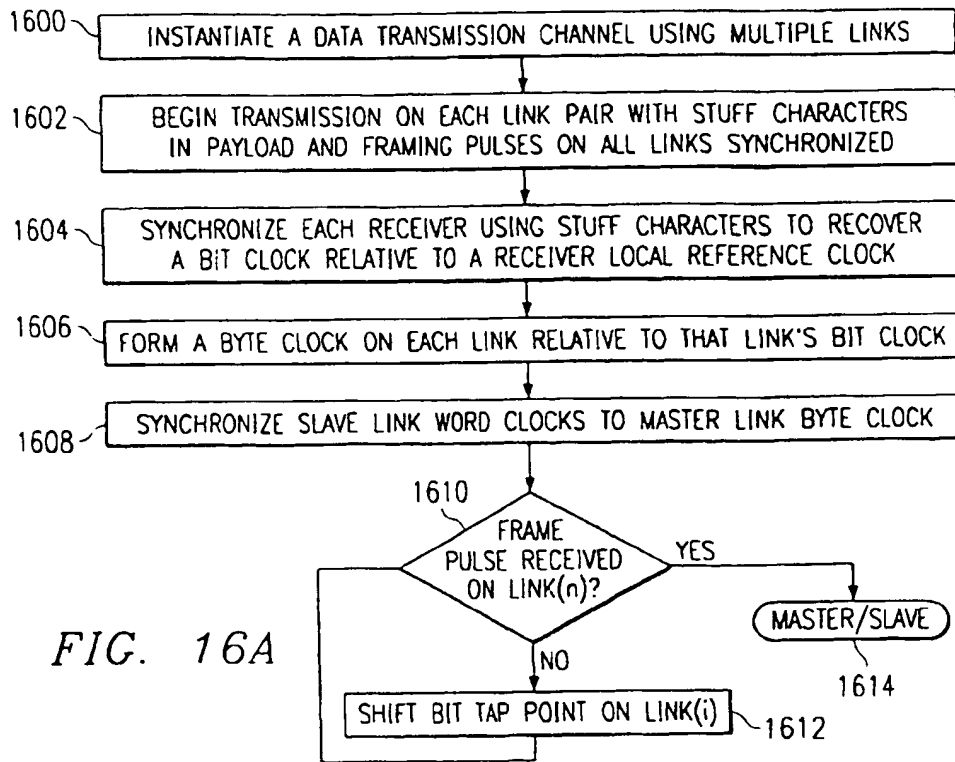 1600
INSTANTIATE A DATA TRANSMISSION CHANNEL USING MULTIPLE LINKS
1602
BEGIN TRANSMISSION ON EACH LINK PAIR WITH STUFF CHARACTERS
IN PAYLOAD AND FRAMING PULSES ON ALL LINKS SYNCHRONIZED
1604
SYNCHRONIZE EACH RECEIVER USING STUFF CHARACTERS TO RECOVER
A BIT CLOCK RELATIVE TO A RECEIVER LOCAL REFERENCE CLOCK
1606
FORM A BYTE CLOCK ON EACH LINK RELATIVE TO THAT LINK'S BIT CLOCK
1608
SYNCHRONIZE SLAVE LINK WORD CLOCKS TO MASTER LINK BYTE CLOCK
1610
FRAME
PULSE RECEIVED
ON LINK(n)?
YES
MASTER/SLAVE
1614
NO
SHIFT BIT TAP POINT ON LINK(i)
1612
FIG. 16A